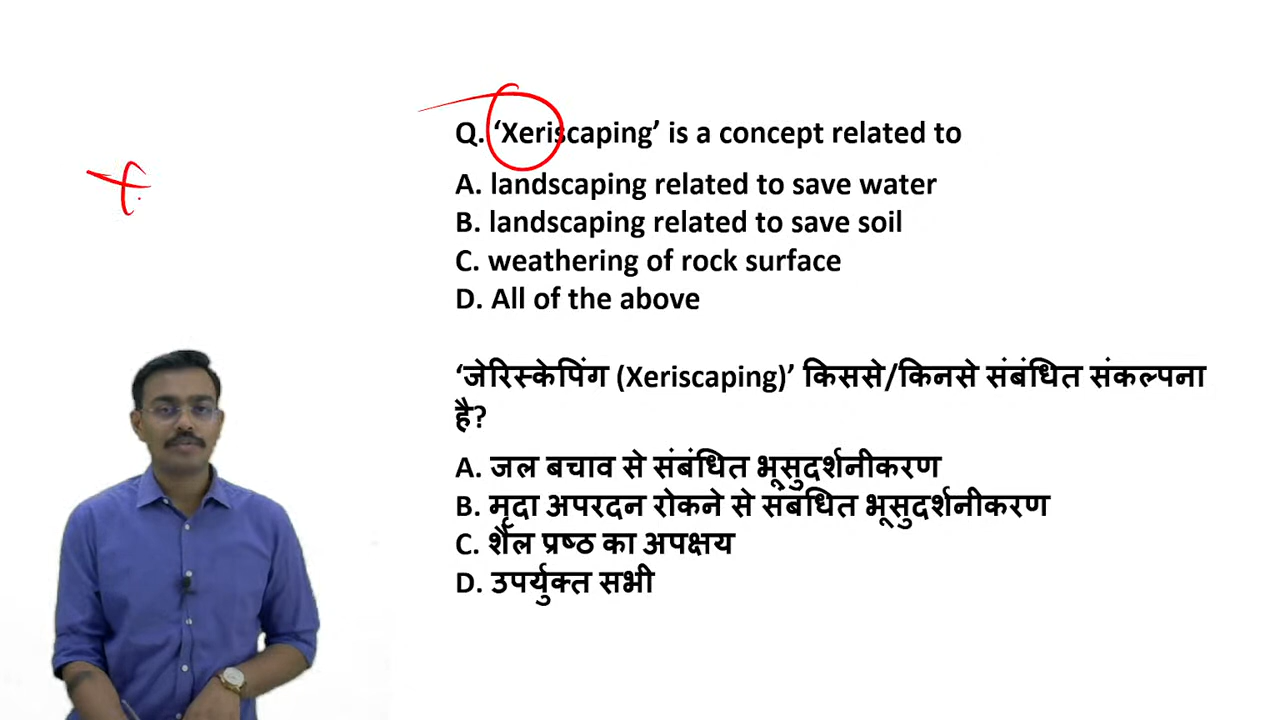 Q. ‘Xeriscaping’ is a concept related to
A. landscaping related to save water
B. landscaping related to save soil
C. weathering of rock surface
D. All of the above
‘जेरिस्केपिंग (Xeriscaping)’ किससे/किनसे संबंधित संकल्पना
है?
A. जल बचाव से संबंधित भूसुदर्शनीकरण
B. मृदा अपरदन रोकने से संबधित भूसुदर्शनीकरण
C. शैल प्रष्ठ का अपक्षय
D. उपर्युक्त सभी